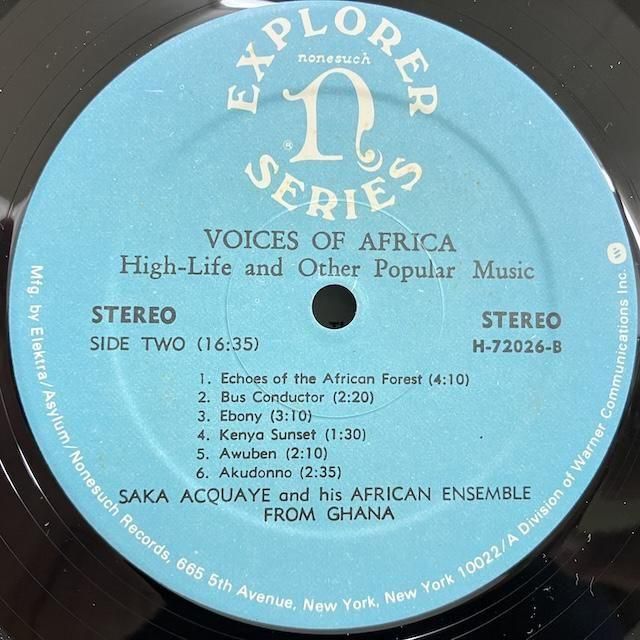 EXPLORER
nonesuch
n
®
SERIES
VOICES OF AFRICA
High-Life and Other Popular Music
STEREO
SIDE TWO (16:35)
STEREO
H-72026-B
1. Echoes of the African Forest (4:10)
2. Bus Conductor (2:20)
3. Ebony (3:10)
4. Kenya Sunset (1:30)
5. Awuben (2:10)
6. Akudonno (2:35)
SAKA ACQUAYE and his AFRICAN ENSEMBLE
FROM GHANA
Mfg. by Elektra/Asylum/Nonesuch Records, 665 5th Avenue, New York, New York 10022/A Division of Warner Communications Inc.